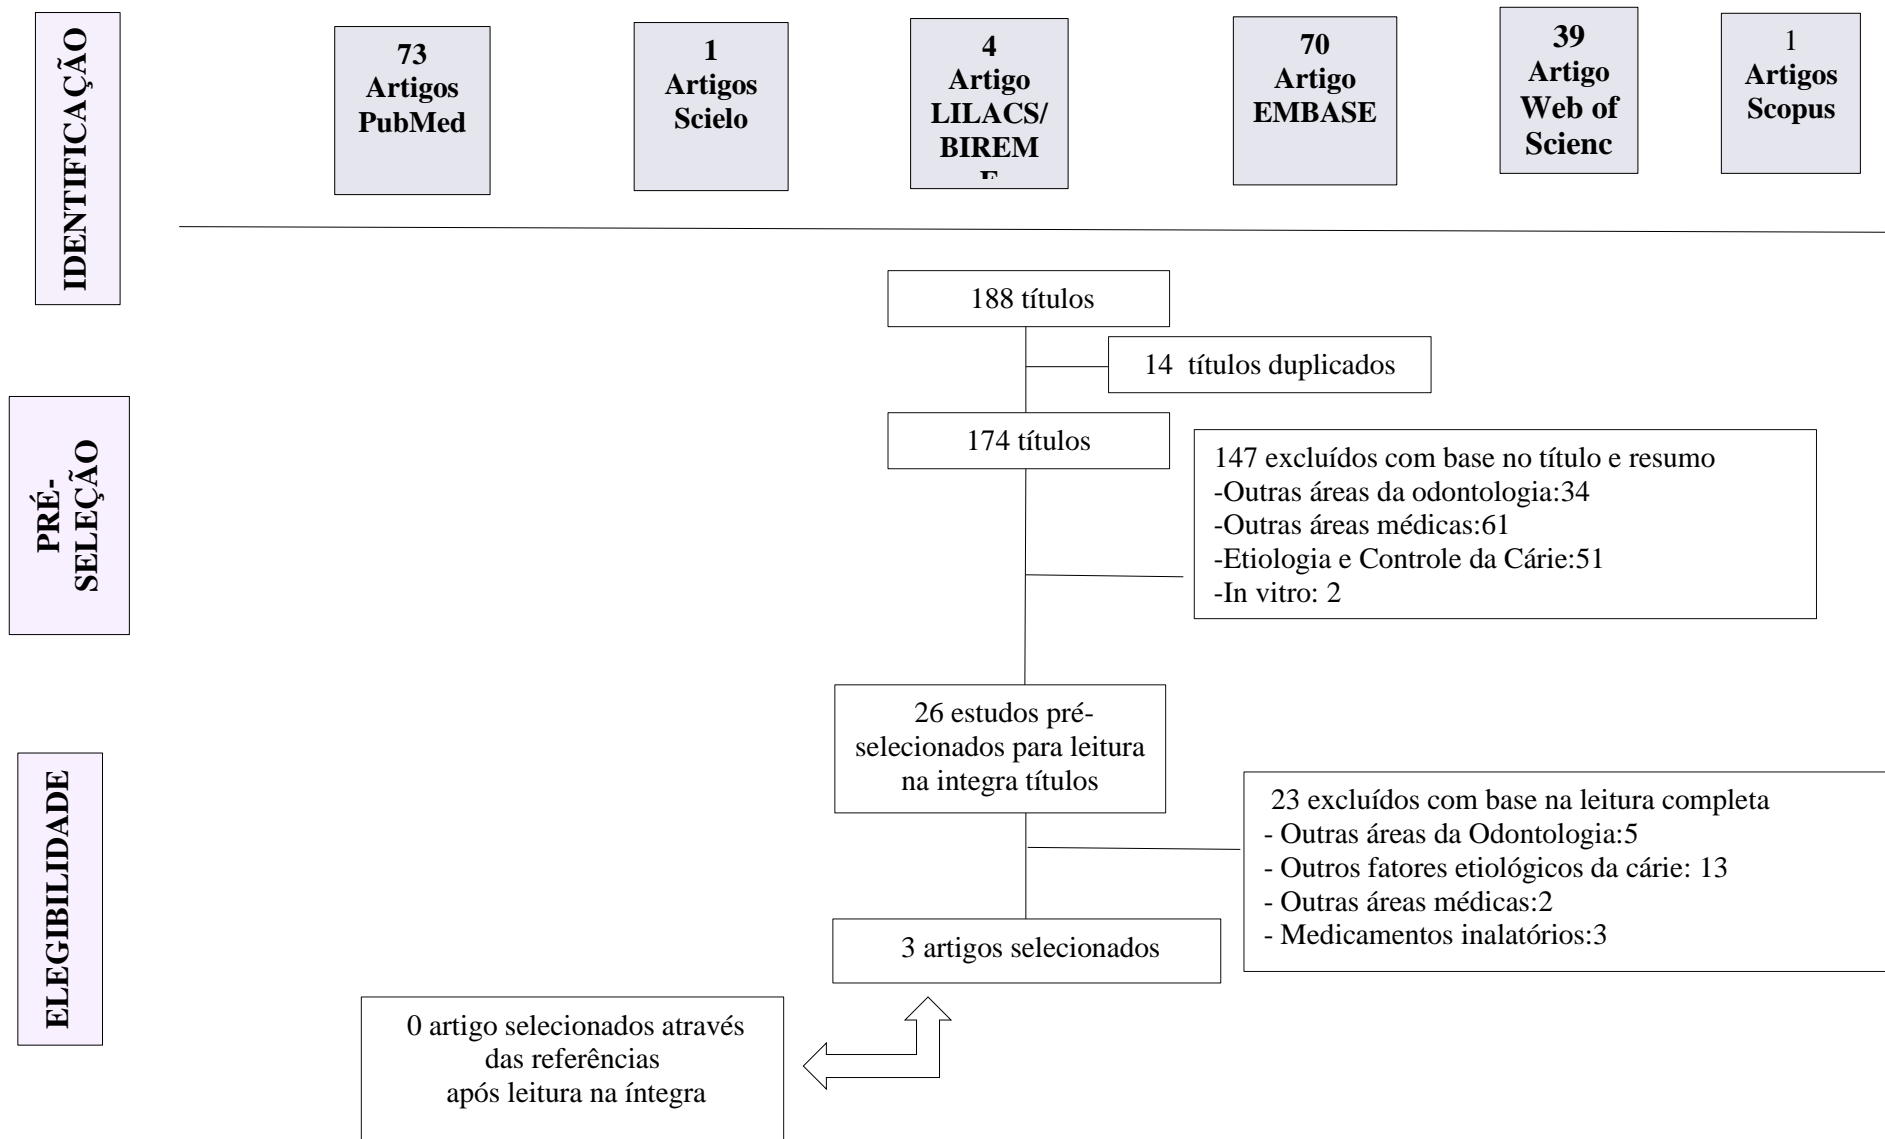 IDENTIFICAÇÃO
73
Artigos
PubMed
1
Artigos
Scielo
4
Artigo
LILACS/
BIREM
E
70
Artigo
EMBASE
39
Artigo
Web of
Scienc
1
Artigos
Scopus
188 títulos
14 títulos duplicados
PRÉ-
SELEÇÃO
174 títulos
147 excluídos com base no título e resumo
-Outras áreas da odontologia:34
-Outras áreas médicas:61
-Etiologia e Controle da Cárie:51
-In vitro: 2
26 estudos pré-
selecionados para leitura
na integra títulos
ELEGIBILIDADE
23 excluídos com base na leitura completa
- Outras áreas da Odontologia:5
- Outros fatores etiológicos da cárie: 13
- Outras áreas médicas:2
- Medicamentos inalatórios:3
3 artigos selecionados
0 artigo selecionados através
das referências
após leitura na íntegra